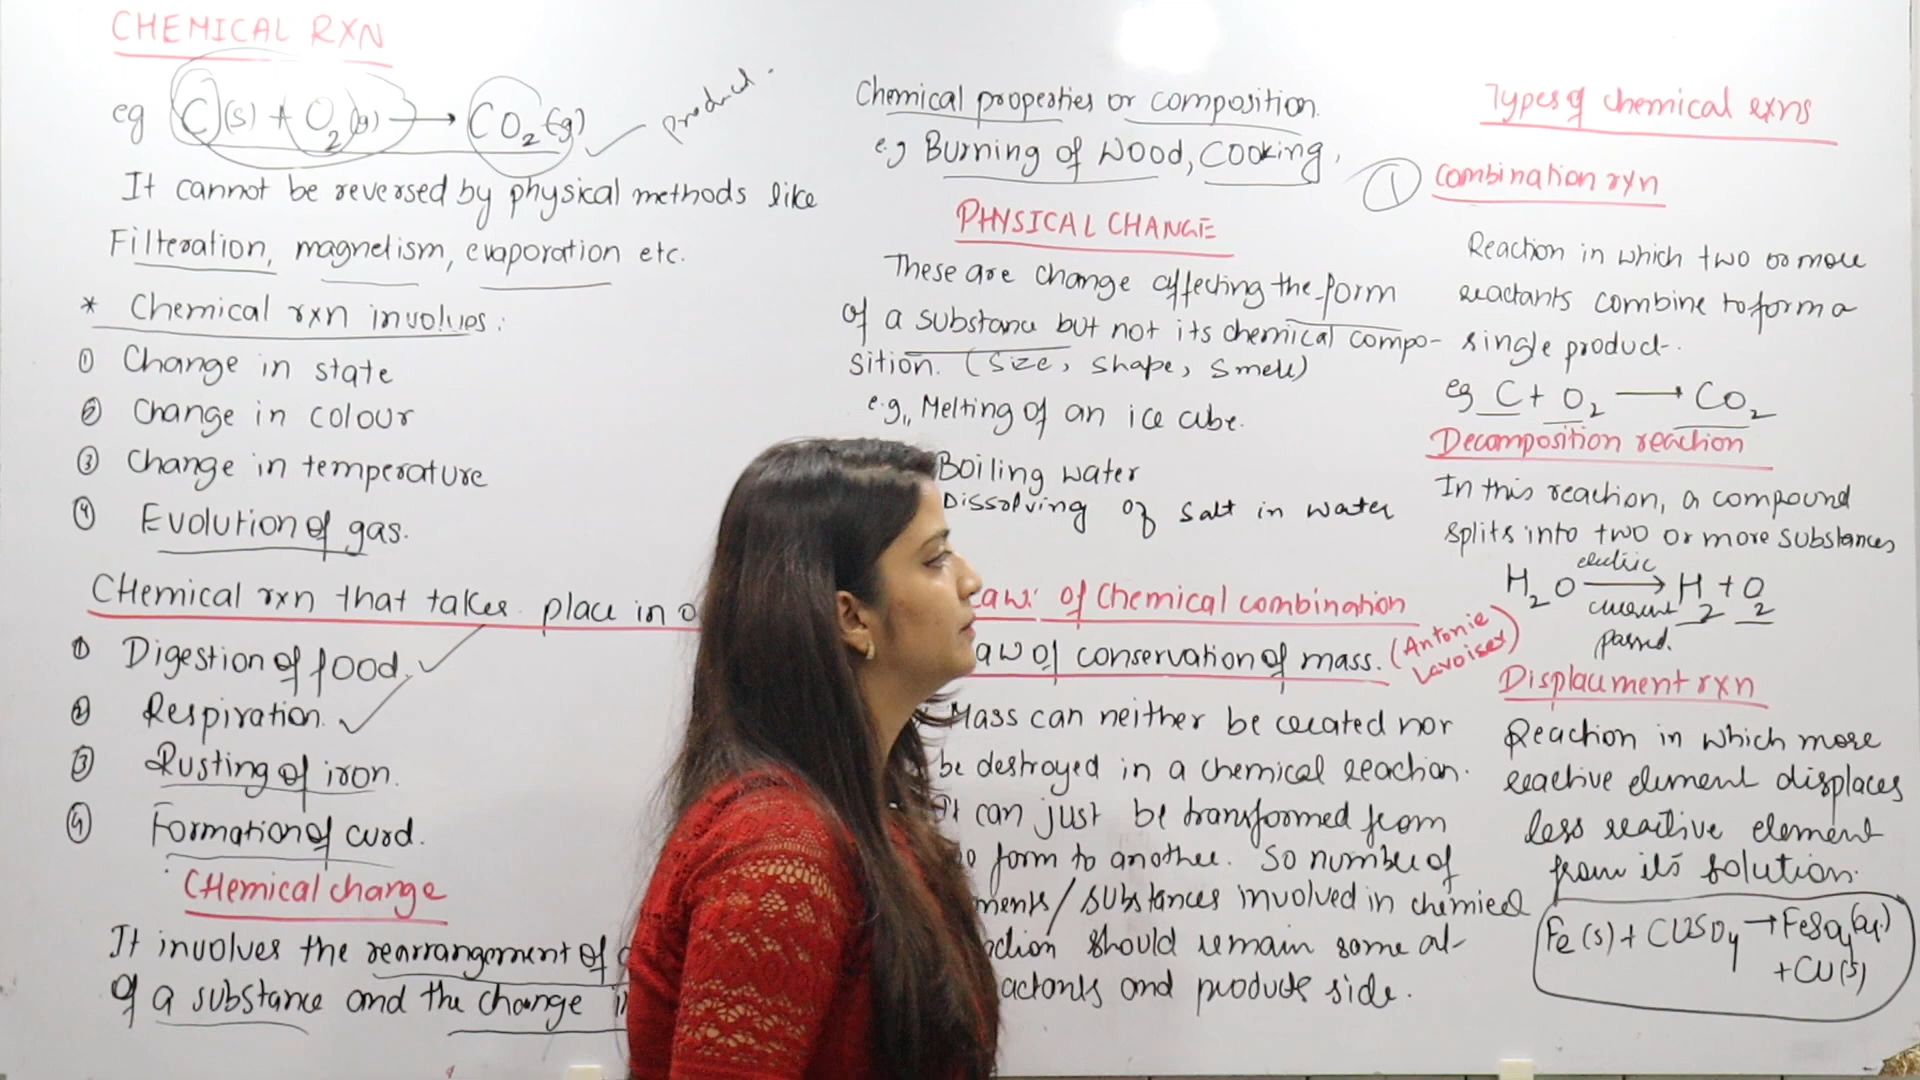 CHEMICAL RXN
eg C(s) + O2(g) → CO2(g) product.
It cannot be reversed by physical methods like
Filteration, magnetism, evaporation etc.
* Chemical rxn involves:
① Change in state
② Change in colour
③ Change in temperature
④ Evolution of gas.
CHemical rxn that takes place in o
① Digestion of food.
② Respiration.
③ Rusting of iron.
④ Formation of curd.
CHemical change
It involves the rearrangement of
of a substance and the change
Chemical properties or composition.
e.g Burning of Wood, Cooking,
PHYSICAL CHANGE
These are change affecting the form
of a substance but not its chemical compo-
sition. (Size, Shape, Smell)
e.g., Melting of an ice cube.
Boiling water
Dissolving of salt in water
Laws of Chemical combination
aw of conservation of mass. (Antonie Lavoiser)
Mass can neither be created nor
be destroyed in a chemical reaction.
It can just be transformed from
form to another. So number of
ments/substances involved in chemical
ction should remain same at
actants and products side.
Types of chemical rxns
① Combination rxn
Reaction in which two or more
reactants combine to form a
single product.
eg C + O2 → CO2
Decomposition reaction
In this reaction, a compound
splits into two or more substances
H2O electric current passed. → H2 + O2
Displacement rxn
Reaction in which more
reactive element displaces
less reactive element
from its solution.
Fe(s) + CUSO4 → FeSO4(aq.)
+ CU(s)